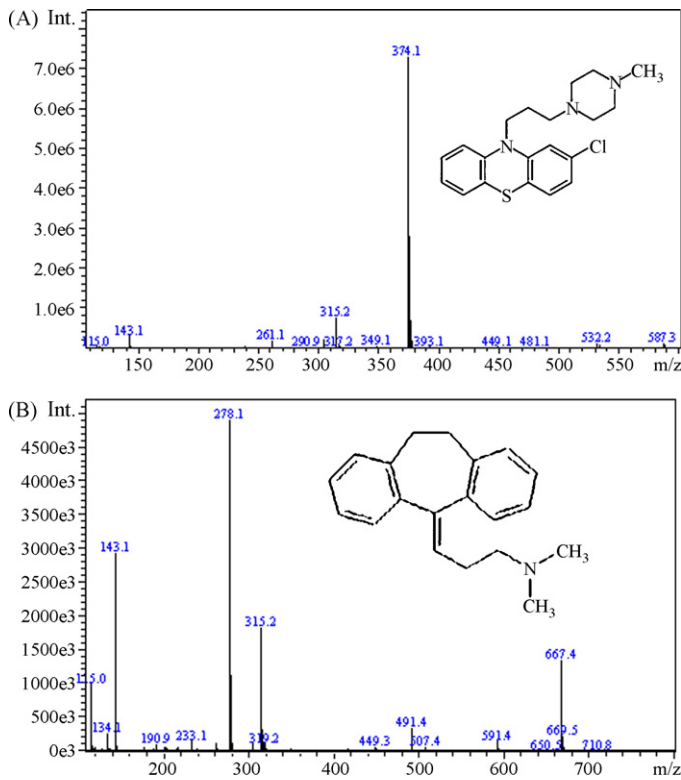 (A) Int.
374.1
7.0e6
6.0e6
5.0e6
4.0e6
3.0e6
2.0e6
1.0e6
N CH₃
N
N
Cl
S
115.0 143.1 261.1 290.9 315.2 317.2 349.1 393.1 449.1 481.1 532.2 587.3
150 200 250 300 350 400 450 500 550 m/z
(B) Int.
278.1
4500e3
4000e3
3500e3
3000e3
2500e3
2000e3
1500e3
1000e3
500e3
0e3
143.1
315.2
N CH₃
CH₃
667.4
115.0
134.1 190.9 233.1 319.2 449.3 491.4 507.4 591.4 650.5 669.5 710.8
200 300 400 500 600 700 m/z